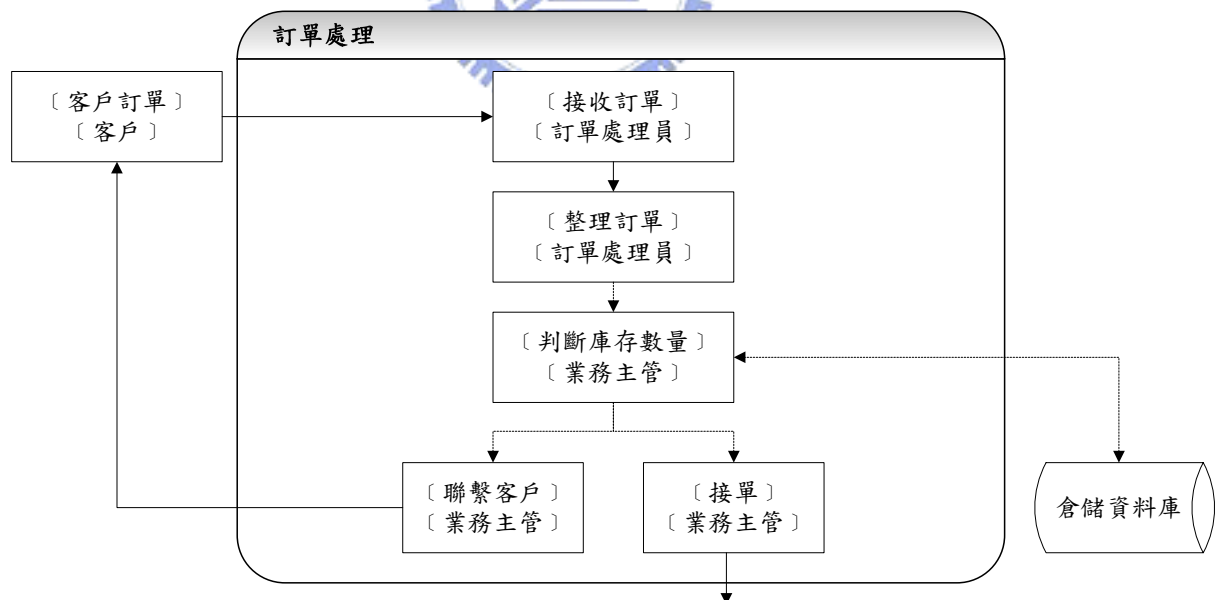 訂單處理
﹝客戶訂單﹞
﹝客戶﹞
﹝接收訂單﹞
﹝訂單處理員﹞
﹝整理訂單﹞
﹝訂單處理員﹞
﹝判斷庫存數量﹞
﹝業務主管﹞
﹝聯繫客戶﹞
﹝業務主管﹞
﹝接單﹞
﹝業務主管﹞
倉儲資料庫